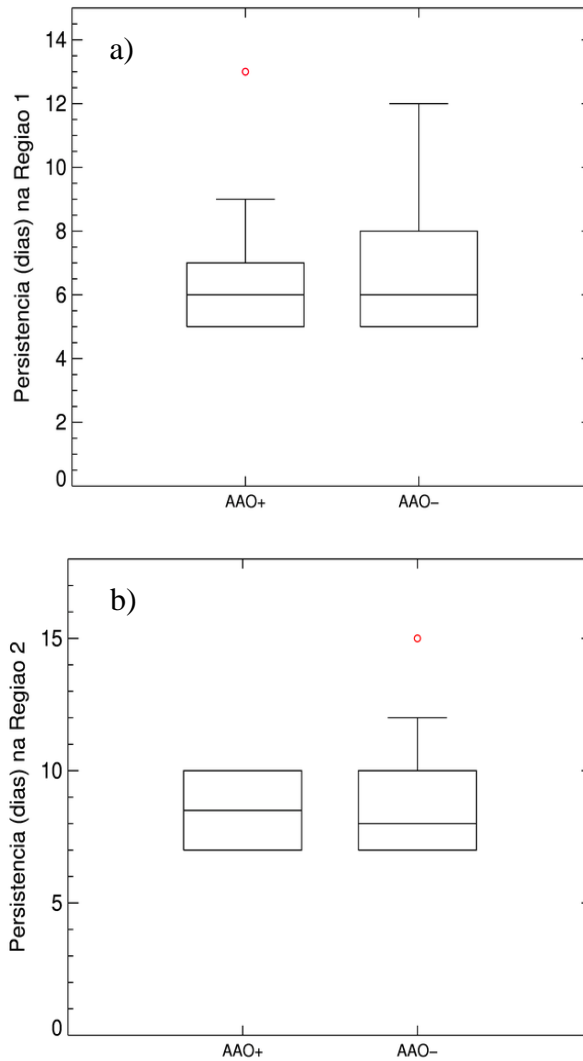 a)
Persistencia (dias) na Regiao 1
14
12
10
8
6
4
2
0
AAO+
AAO−
b)
Persistencia (dias) na Regiao 2
15
10
5
0
AAO+
AAO−